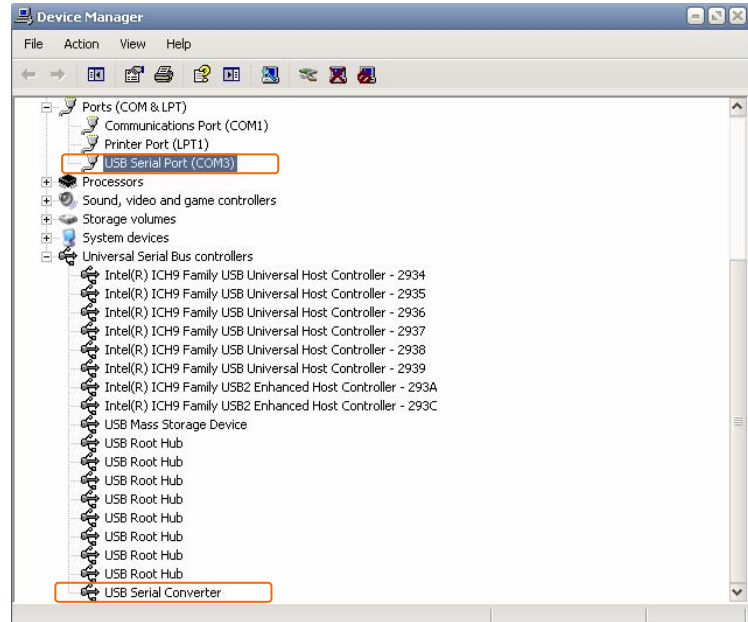 Device Manager
File Action View Help
Ports (COM & LPT)
Communications Port (COM1)
Printer Port (LPT1)
USB Serial Port (COM3)
Processors
Sound, video and game controllers
Storage volumes
System devices
Universal Serial Bus controllers
Intel(R) ICH9 Family USB Universal Host Controller - 2934
Intel(R) ICH9 Family USB Universal Host Controller - 2935
Intel(R) ICH9 Family USB Universal Host Controller - 2936
Intel(R) ICH9 Family USB Universal Host Controller - 2937
Intel(R) ICH9 Family USB Universal Host Controller - 2938
Intel(R) ICH9 Family USB Universal Host Controller - 2939
Intel(R) ICH9 Family USB2 Enhanced Host Controller - 293A
Intel(R) ICH9 Family USB2 Enhanced Host Controller - 293C
USB Mass Storage Device
USB Root Hub
USB Root Hub
USB Root Hub
USB Root Hub
USB Root Hub
USB Root Hub
USB Root Hub
USB Root Hub
USB Serial Converter